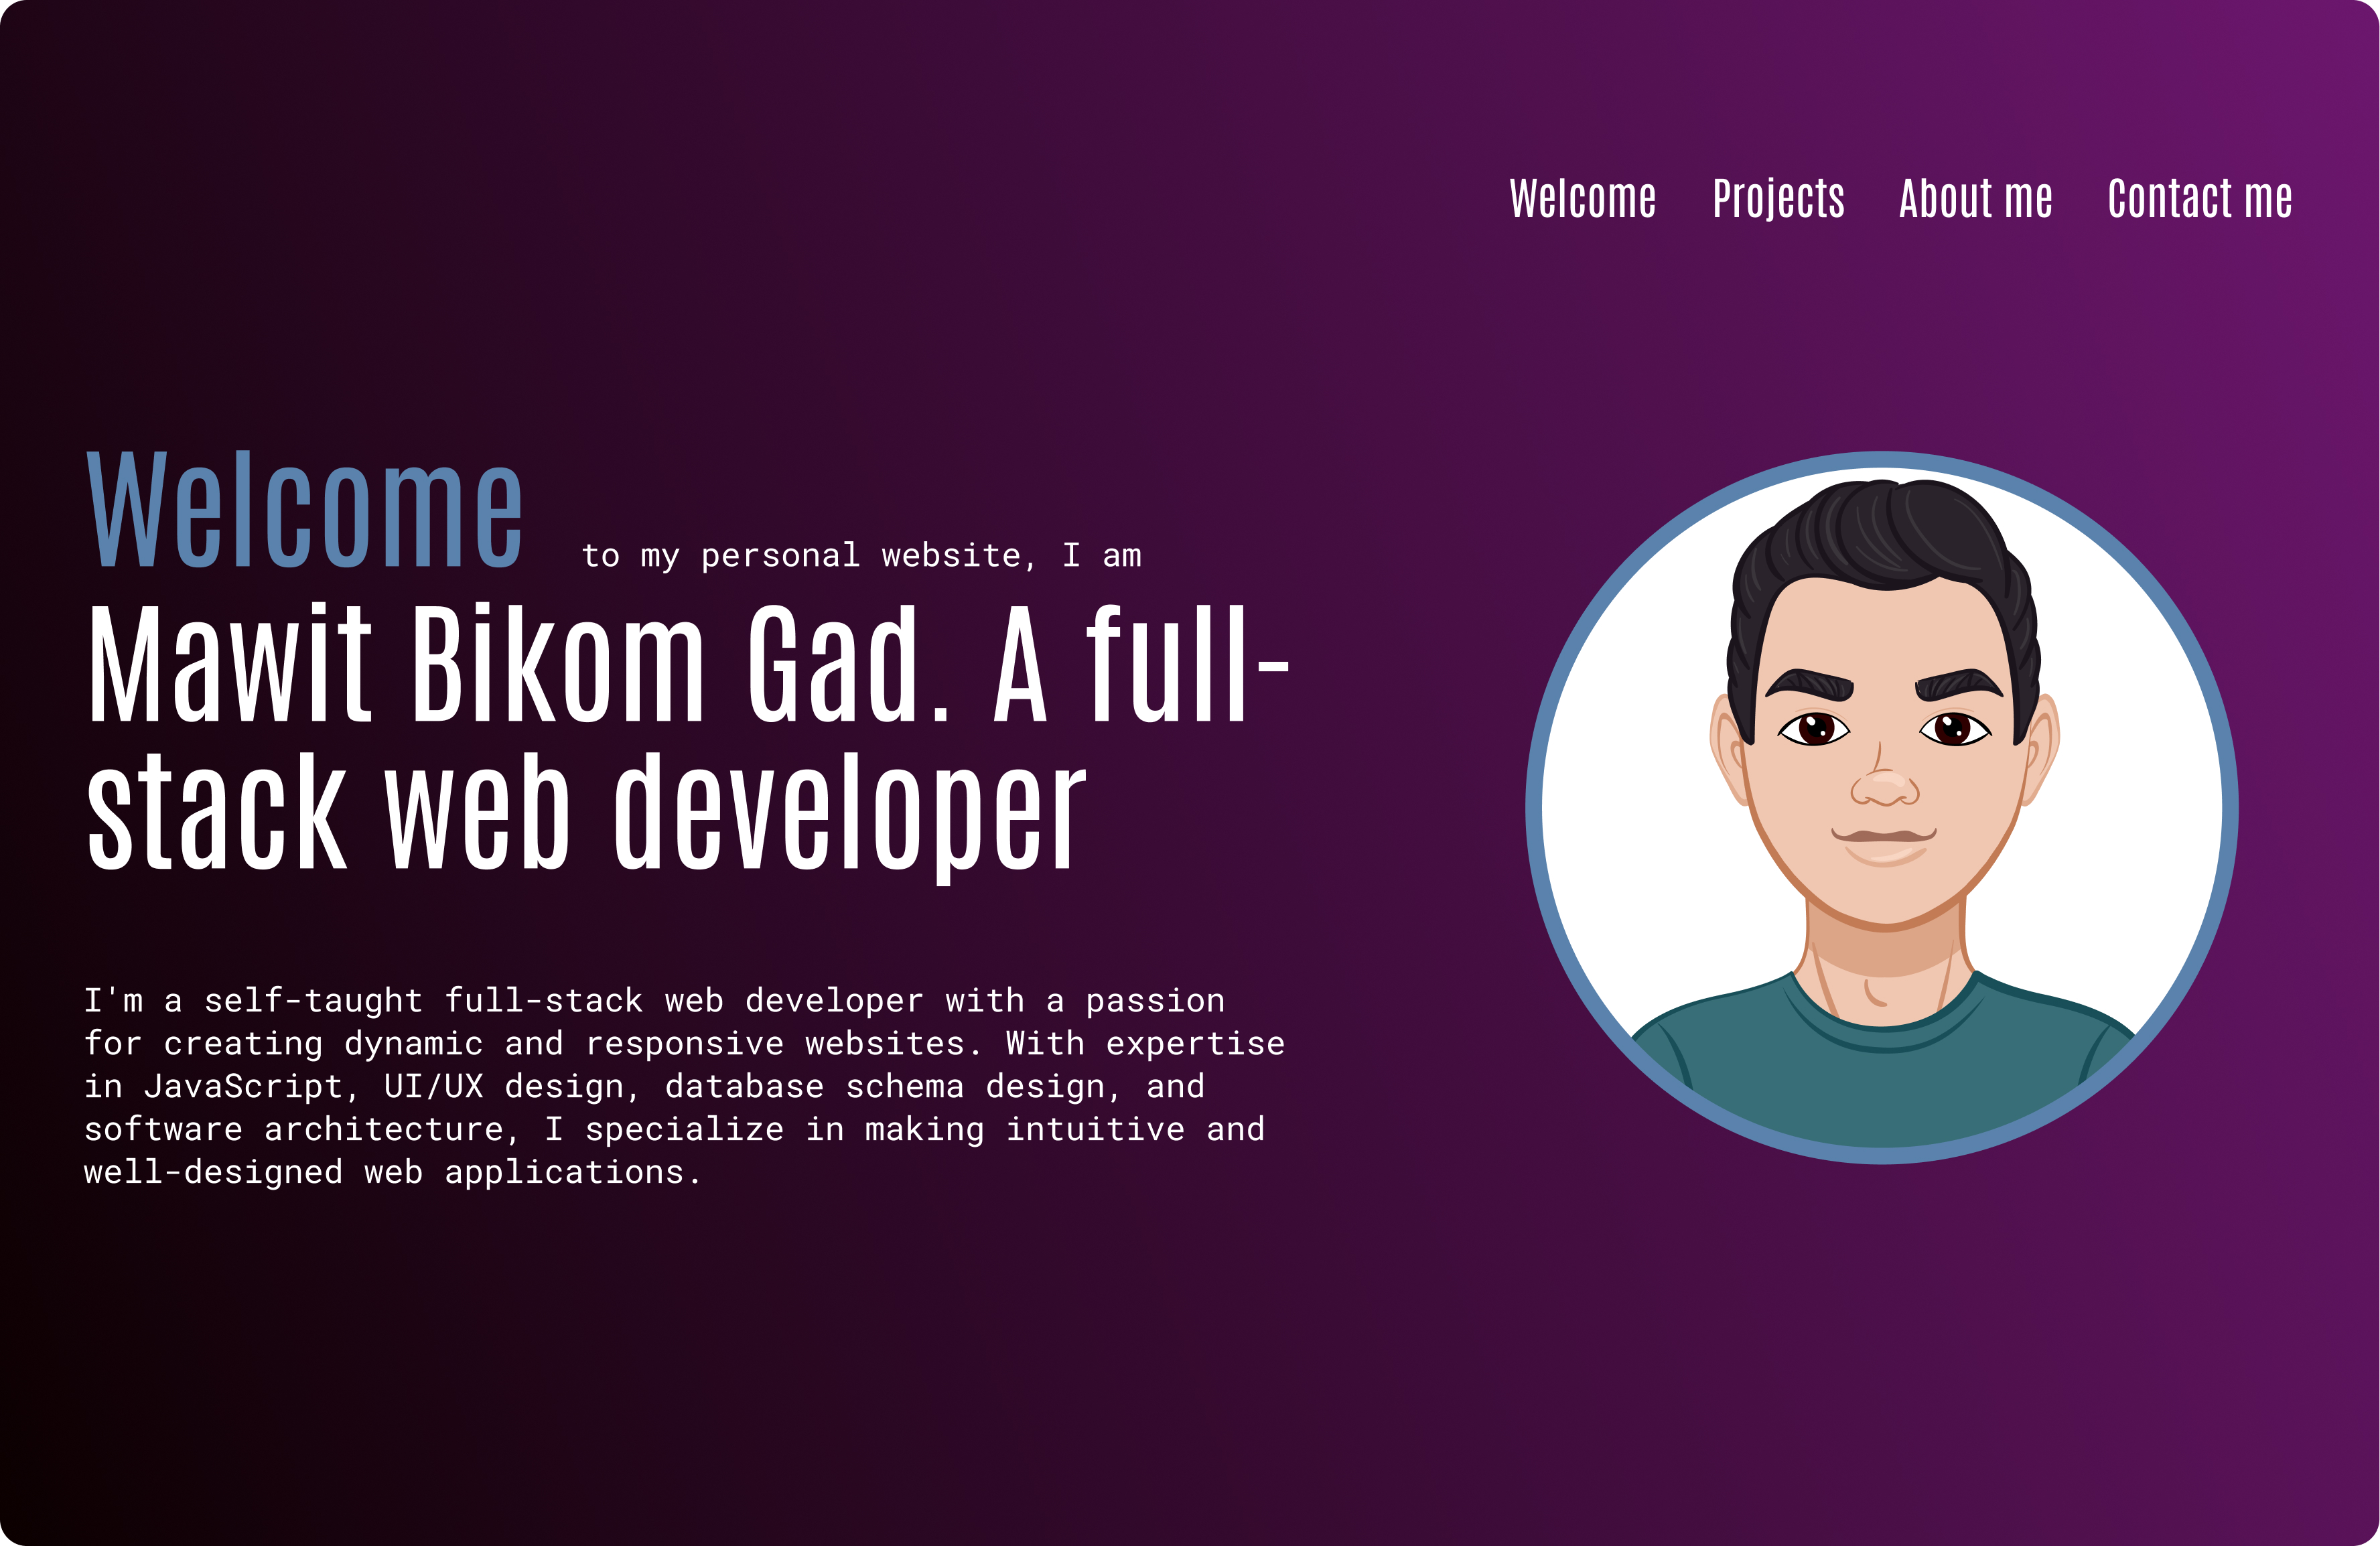 Welcome Projects About me Contact me
Welcome to my personal website, I am
Mawit Bikom Gad. A full-
stack web developer
I'm a self-taught full-stack web developer with a passion
for creating dynamic and responsive websites. With expertise
in JavaScript, UI/UX design, database schema design, and
software architecture, I specialize in making intuitive and
well-designed web applications.